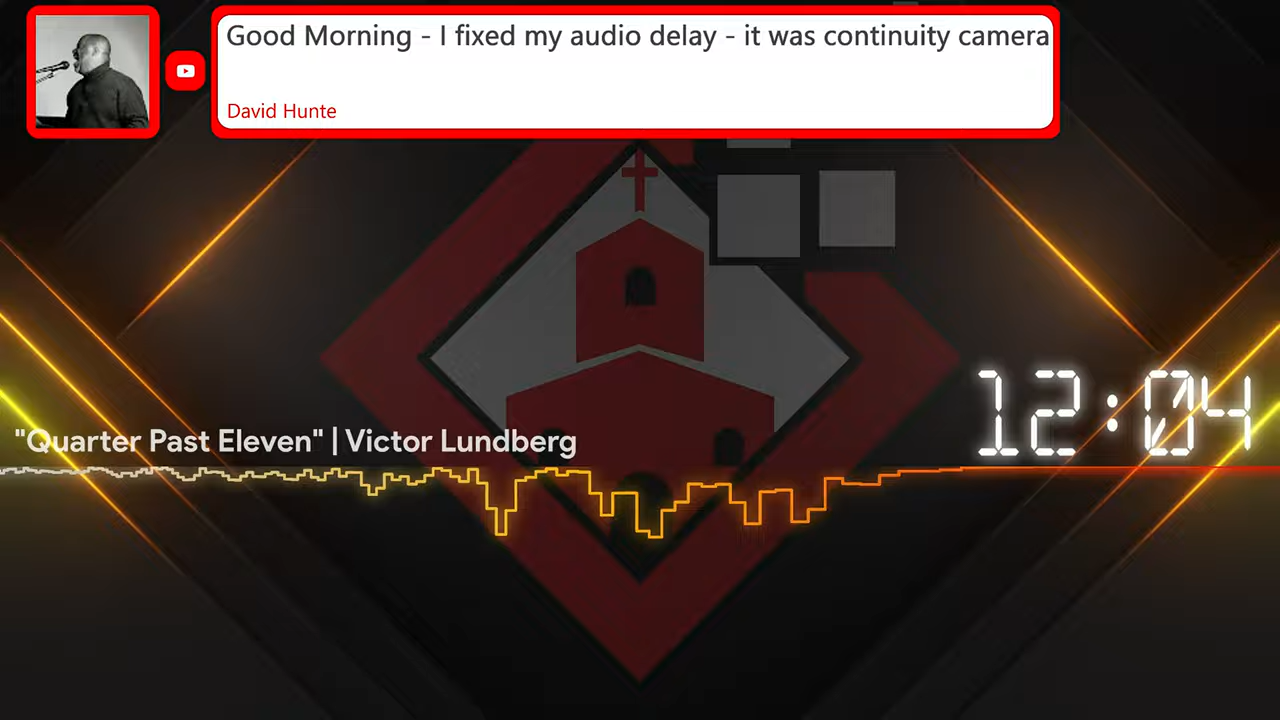 Good Morning - I fixed my audio delay - it was continuity camera
David Hunte
12:04
"Quarter Past Eleven" | Victor Lundberg